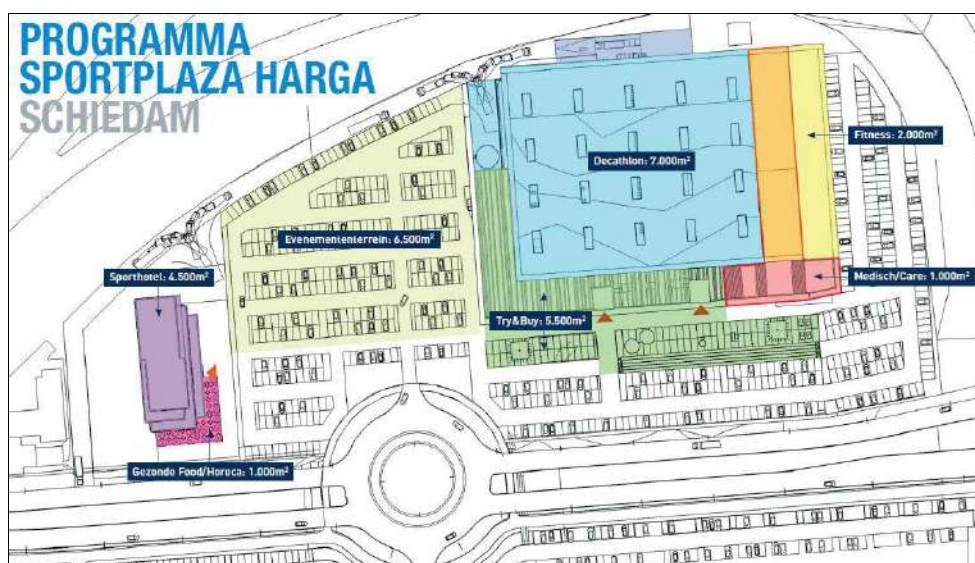 PROGRAMMA
SPORTPLAZA HARGA
SCHIEDAM
Fitness: 2.000m²
Decathlon: 7.000m²
Evenemententerrein: 6.500m²
Sporthotel: 4.500m²
Medisch/Care: 1.000m²
Try&Buy: 5.500m²
Gezonde Food/Horeca: 1.000m²